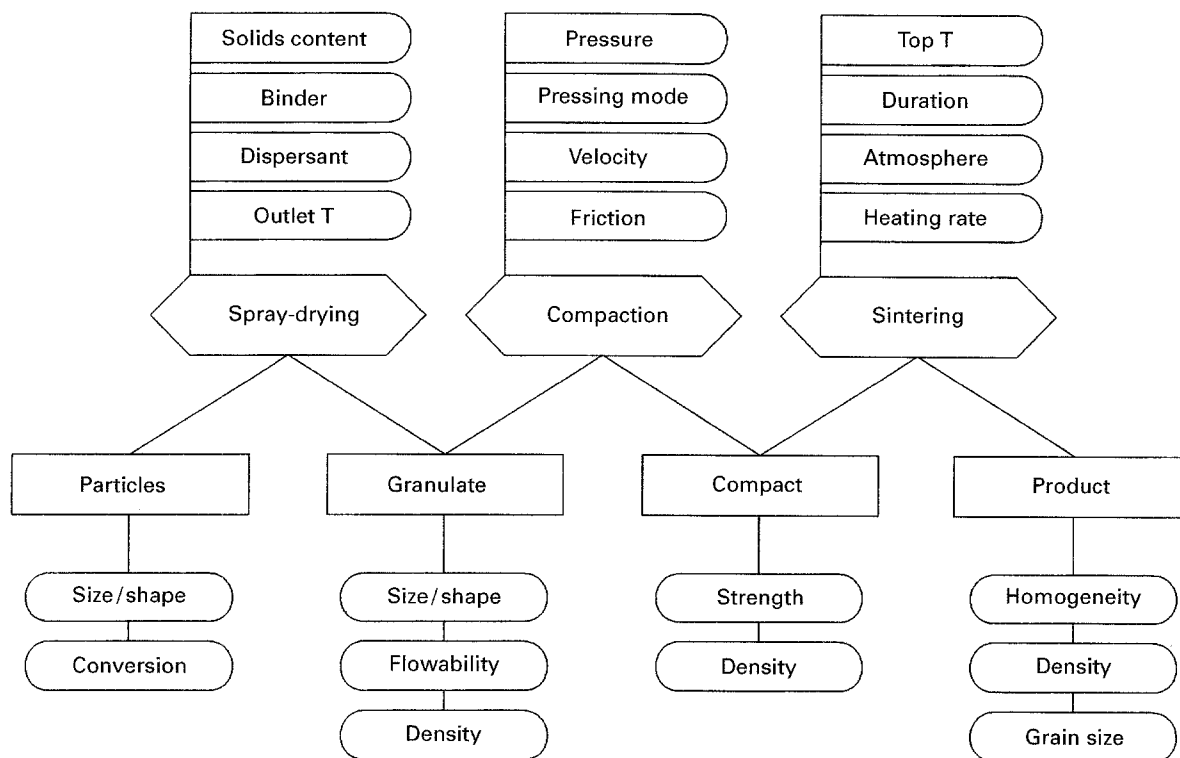 Solids content
Pressure
Top T
Binder
Pressing mode
Duration
Dispersant
Velocity
Atmosphere
Outlet T
Friction
Heating rate
Spray-drying
Compaction
Sintering
Particles
Granulate
Compact
Product
Size/shape
Size/shape
Strength
Homogeneity
Conversion
Flowability
Density
Density
Density
Grain size